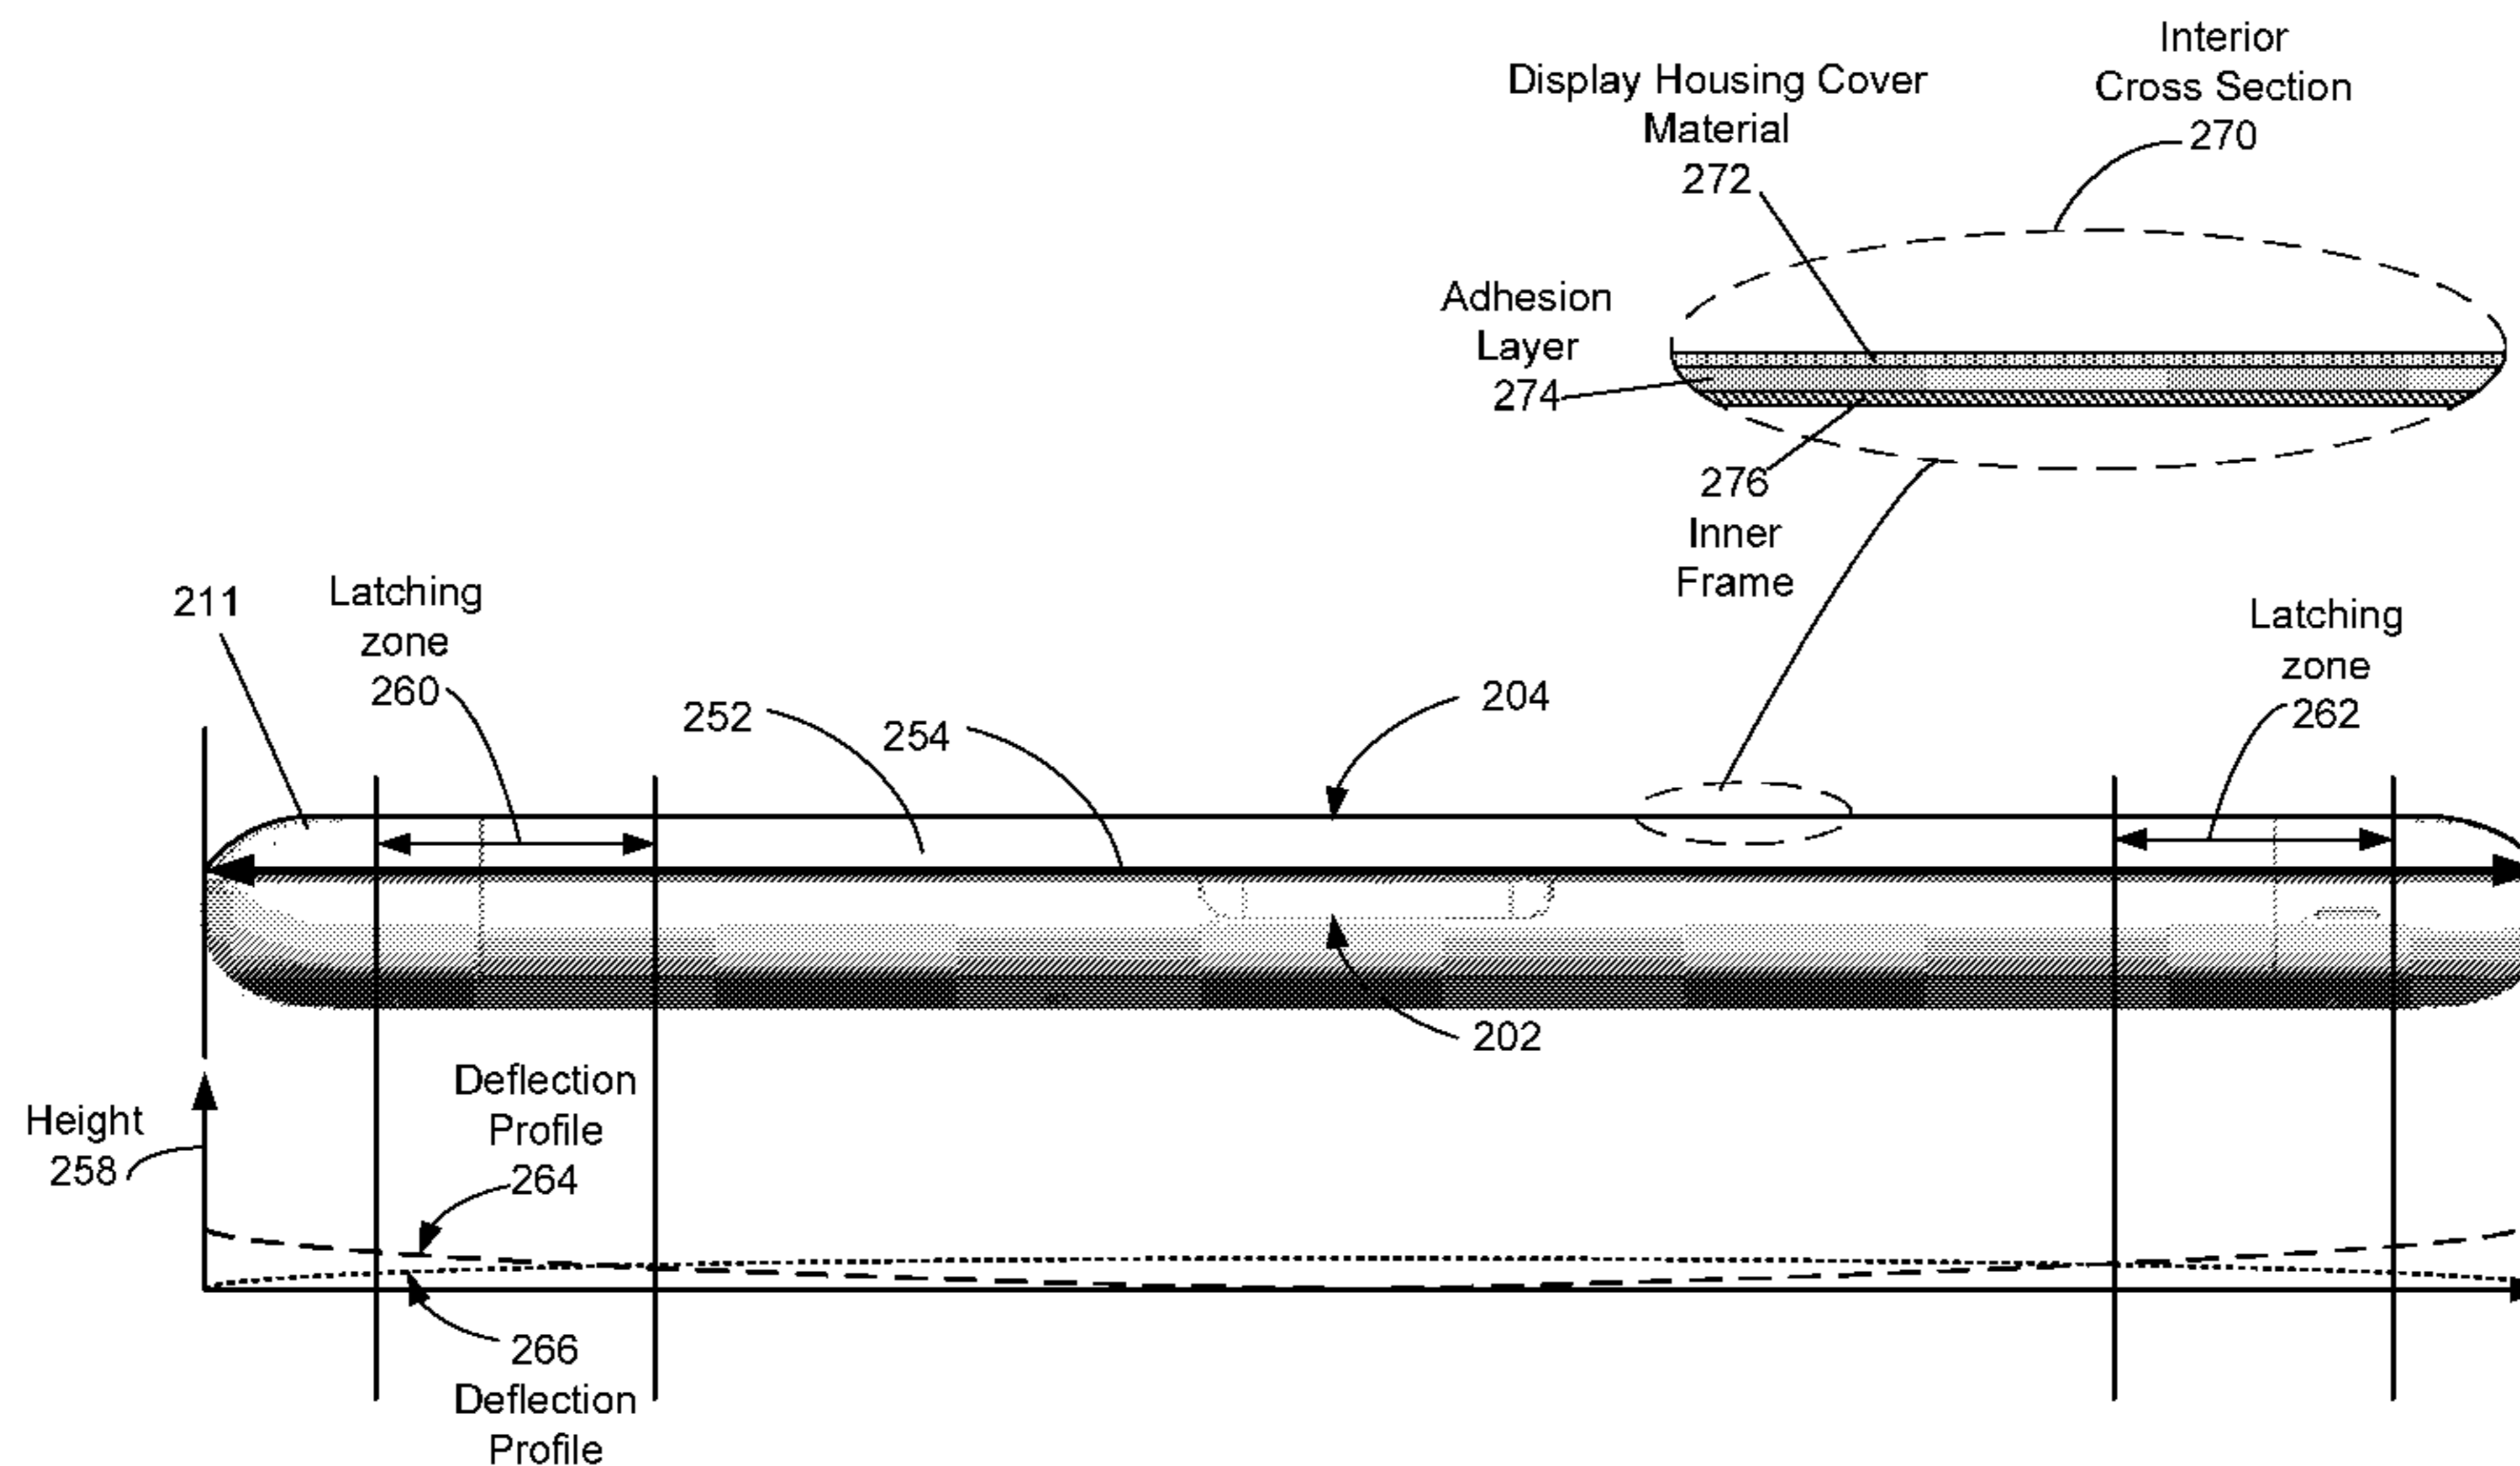 Interior
Cross Section
270
Display Housing Cover
Material
272
Adhesion
Layer
274
276
Inner
Frame
211
Latching
zone
260
252
254
204
Latching
zone
262
202
Height
258
Deflection
Profile
264
266
Deflection
Profile